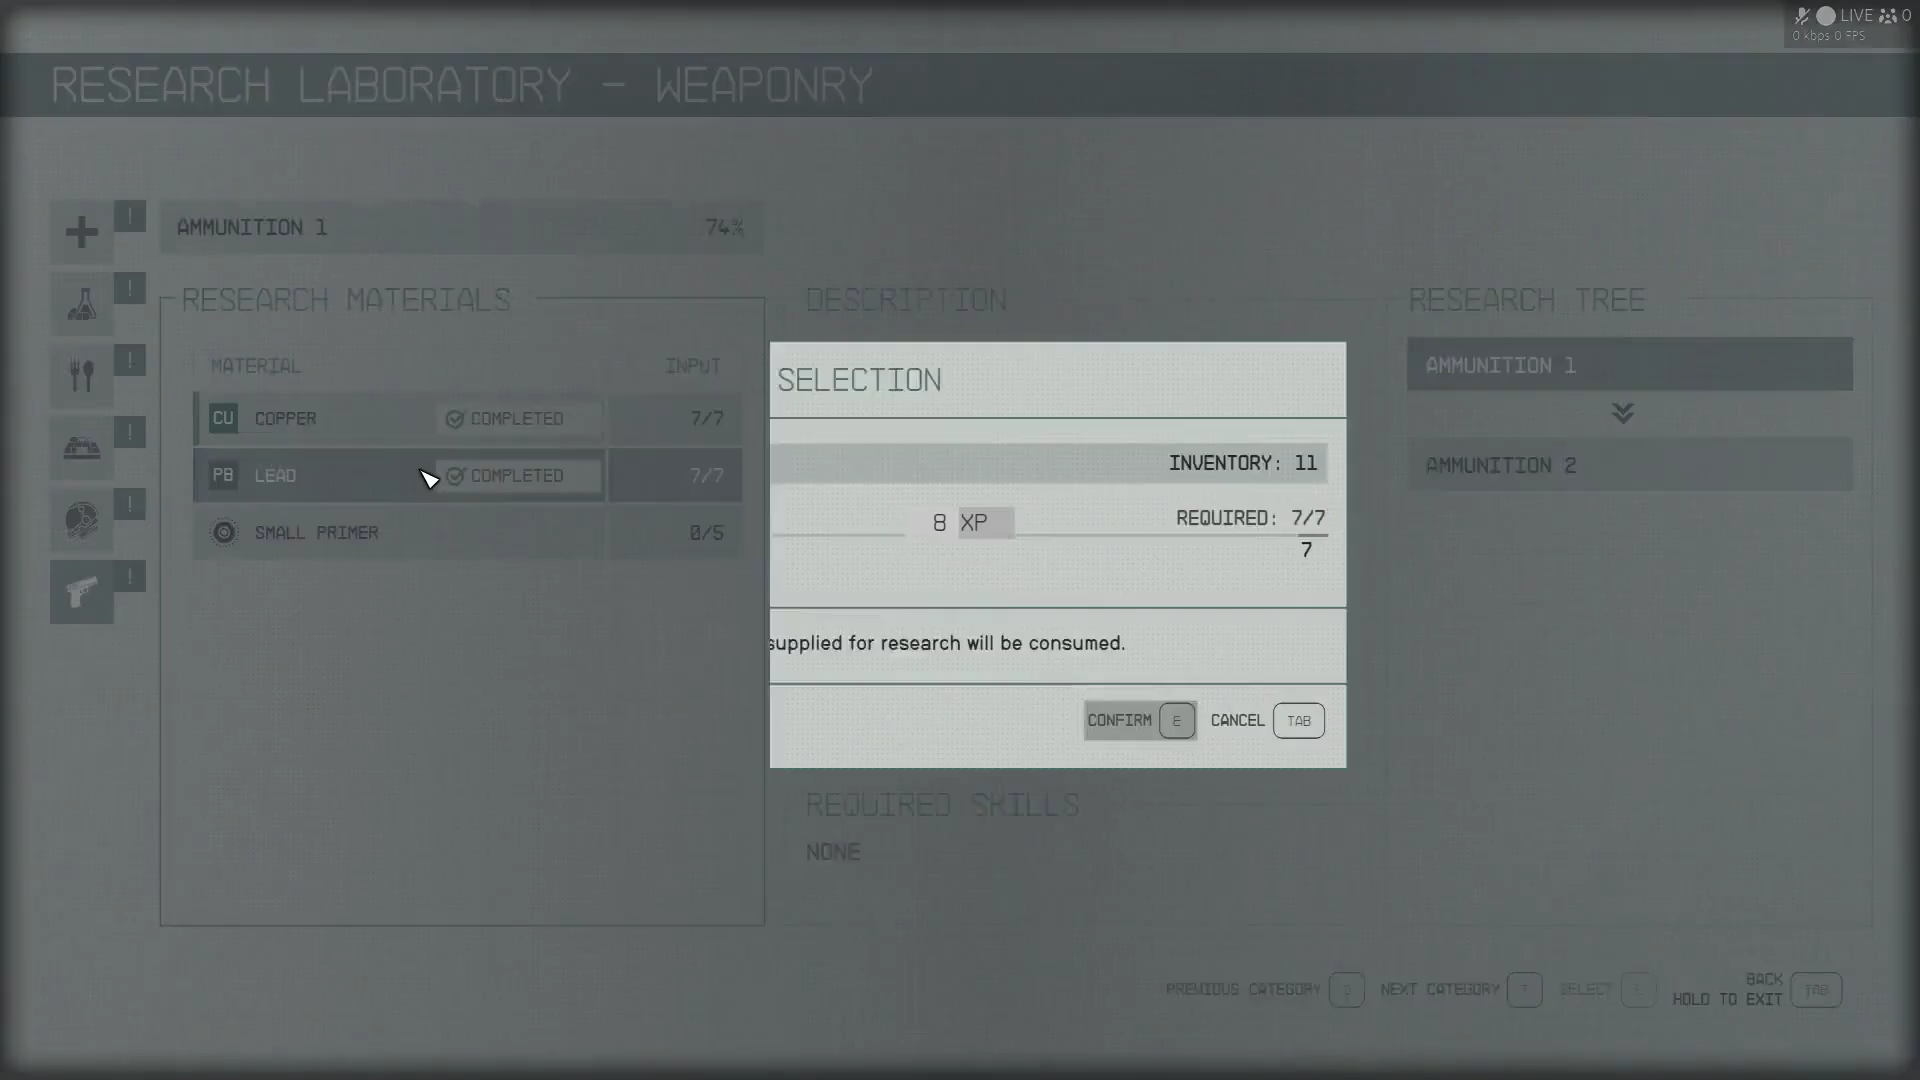 LIVE 0
0 kbps 0 FPS
RESEARCH LABORATORY - WEAPONRY
!
AMMUNITION 1 74%
!
RESEARCH MATERIALS
DESCRIPTION
RESEARCH TREE
MATERIAL INPUT
!
AMMUNITION 1
SELECTION
CU COPPER COMPLETED 7/7
!
INVENTORY: 11
AMMUNITION 2
PB LEAD COMPLETED 7/7
!
8 XP
REQUIRED: 7/7
SMALL PRIMER 0/5
7
!
supplied for research will be consumed.
CONFIRM E CANCEL TAB
REQUIRED SKILLS
NONE
PREVIOUS CATEGORY NEXT CATEGORY T SELECT
BACK
HOLD TO EXIT TAB